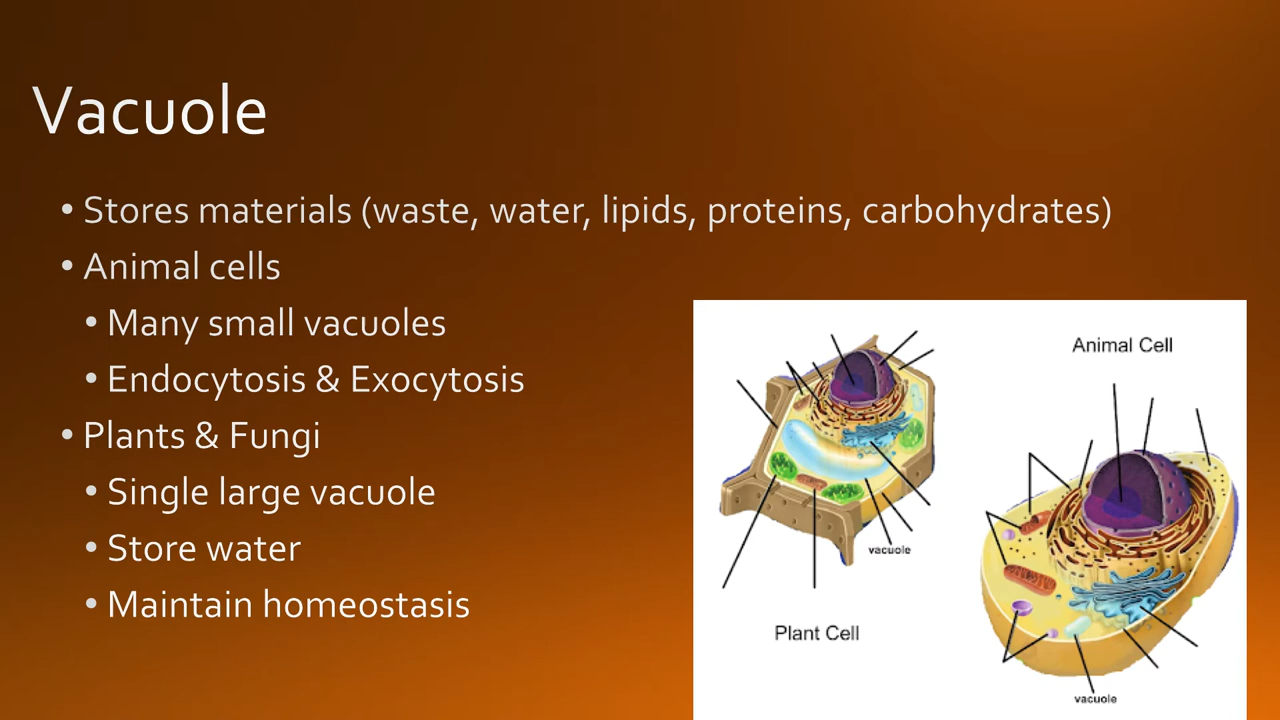 Vacuole
• Stores materials (waste, water, lipids, proteins, carbohydrates)
• Animal cells
• Many small vacuoles
• Endocytosis & Exocytosis
• Plants & Fungi
• Single large vacuole
• Store water
• Maintain homeostasis
Animal Cell
vacuole
Plant Cell
vacuole